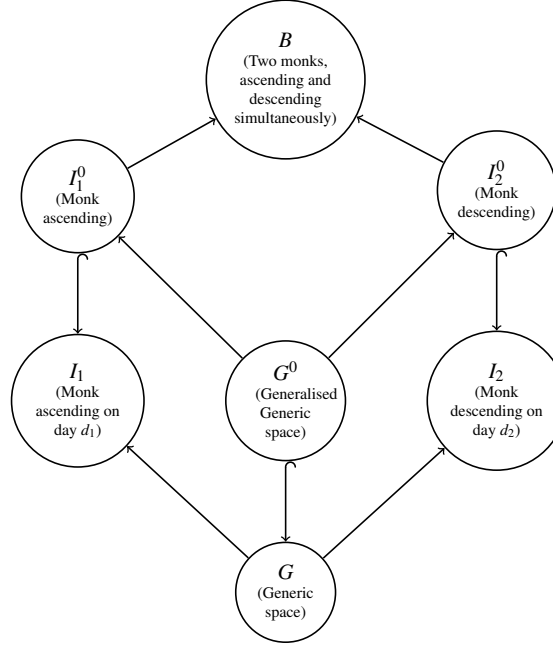 B
(Two monks,
ascending and
descending
simultaneously)
I₁⁰
(Monk
ascending)
I₂⁰
(Monk
descending)
I₁
(Monk
ascending on
day d₁)
G⁰
(Generalised
Generic
space)
I₂
(Monk
descending on
day d₂)
G
(Generic
space)